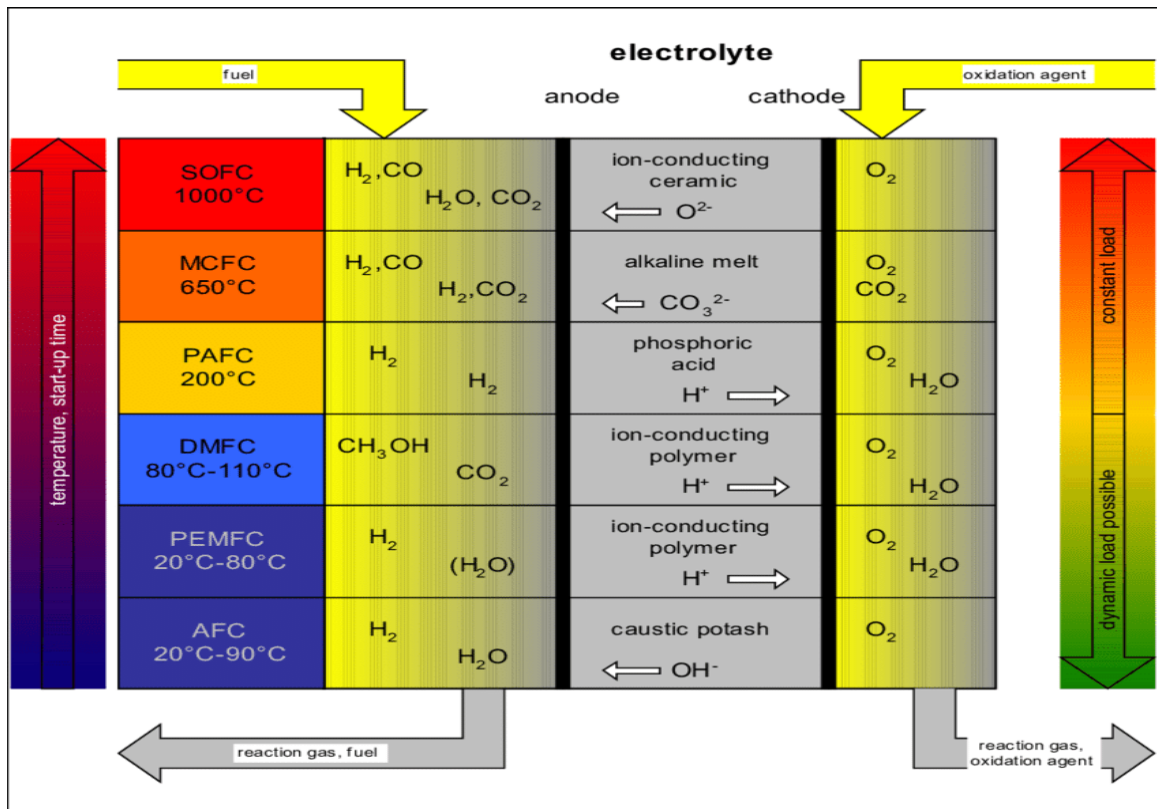 electrolyte
fuel
oxidation agent
anode
cathode
SOFC
1000°C
H₂,CO
H₂O, CO₂
ion-conducting
ceramic
O²⁻
O₂
MCFC
650°C
H₂,CO
H₂,CO₂
alkaline melt
CO₃²⁻
O₂
CO₂
PAFC
200°C
H₂
H₂
phosphoric
acid
H⁺
O₂
H₂O
DMFC
80°C-110°C
CH₃OH
CO₂
ion-conducting
polymer
H⁺
O₂
H₂O
PEMFC
20°C-80°C
H₂
(H₂O)
ion-conducting
polymer
H⁺
O₂
H₂O
AFC
20°C-90°C
H₂
H₂O
caustic potash
OH⁻
O₂
temperature, start-up time
constant load
dynamic load possible
reaction gas, fuel
reaction gas,
oxidation agent